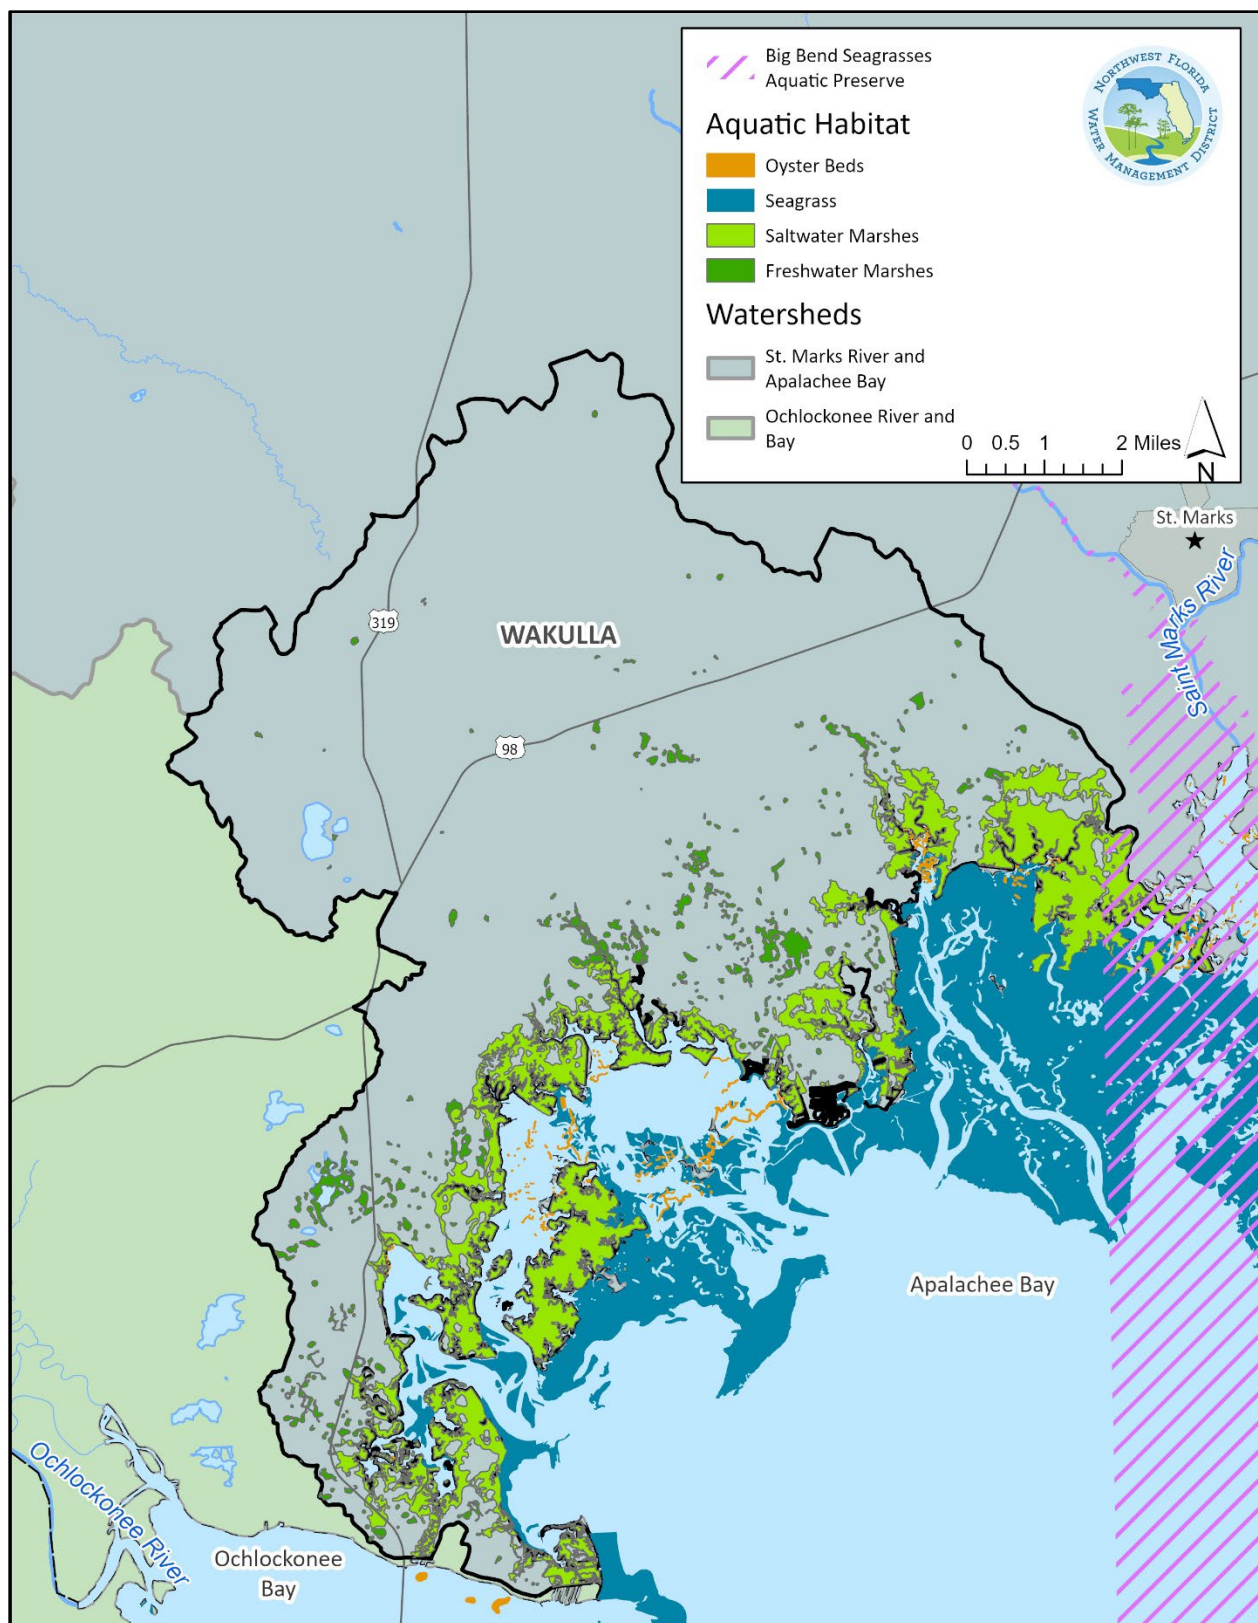 Big Bend Seagrasses
Aquatic Preserve
Aquatic Habitat
Oyster Beds
Seagrass
Saltwater Marshes
Freshwater Marshes
Watersheds
St. Marks River and
Apalachee Bay
Ochlockonee River and
Bay
NORTHWEST FLORIDA
WATER MANAGEMENT DISTRICT
0 0.5 1 2 Miles
N
St. Marks
Saint Marks River
319
WAKULLA
98
Apalachee Bay
Ochlockonee River
Ochlockonee
Bay